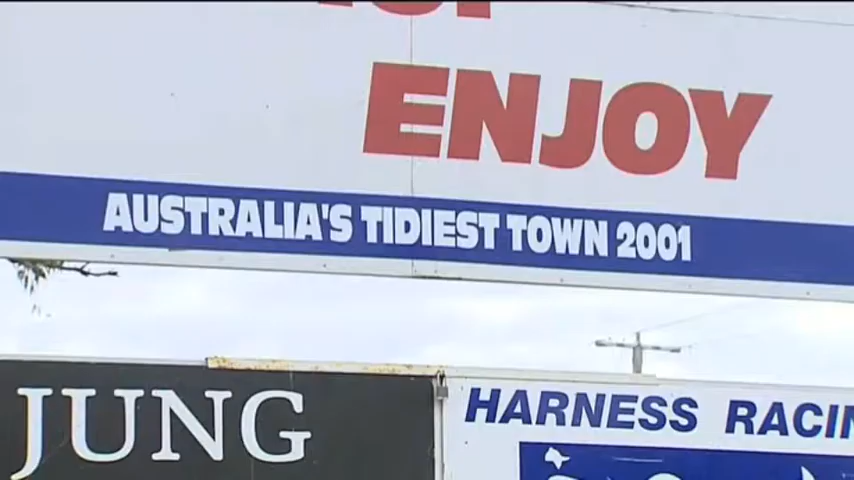 ENJOY
AUSTRALIA'S TIDIEST TOWN 2001
JUNG
HARNESS